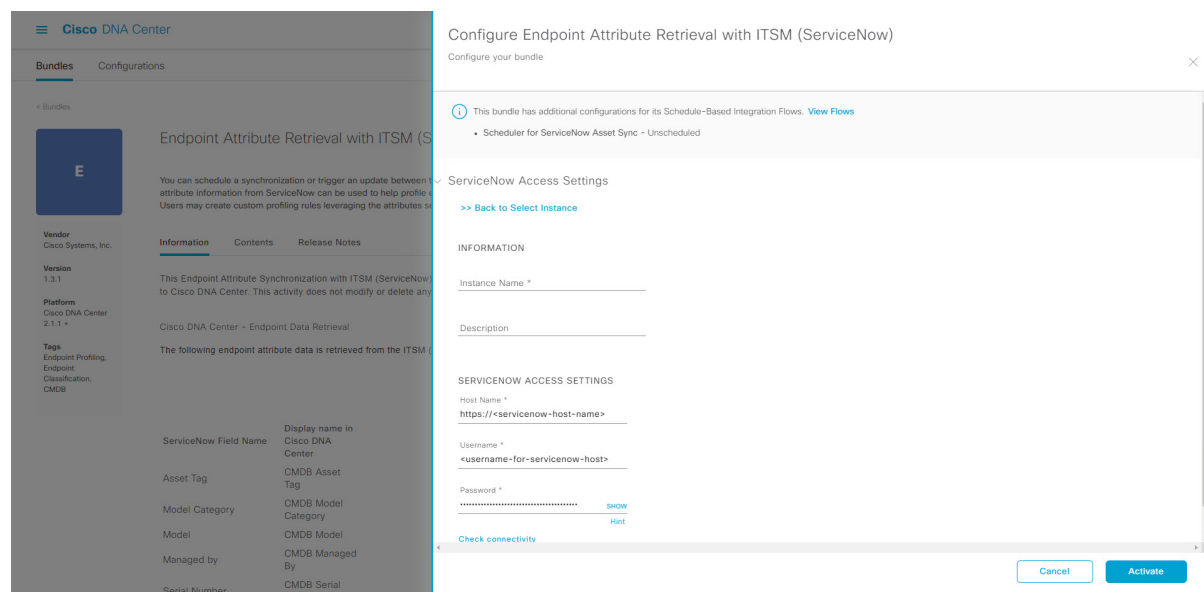 Cisco DNA Center
Bundles Configurations
< Bundles
E
Endpoint Attribute Retrieval with ITSM (S
You can schedule a synchronization or trigger an update between
attribute information from ServiceNow can be used to help profile
Users may create custom profiling rules leveraging the attributes
Vendor
Cisco Systems, Inc.
Version
1.3.1
Platform
Cisco DNA Center
2.1.1 +
Tags
Endpoint Profiling,
Endpoint
Classification,
CMDB
Information Contents Release Notes
This Endpoint Attribute Synchronization with ITSM (ServiceNow)
to Cisco DNA Center. This activity does not modify or delete any
Cisco DNA Center - Endpoint Data Retrieval
The following endpoint attribute data is retrieved from the ITSM (
ServiceNow Field Name
Display name in
Cisco DNA
Center
Asset Tag
CMDB Asset
Tag
Model Category
CMDB Model
Category
Model
CMDB Model
Managed by
CMDB Managed
By
Serial Number
CMDB Serial
Configure Endpoint Attribute Retrieval with ITSM (ServiceNow)
Configure your bundle
This bundle has additional configurations for its Schedule-Based Integration Flows. View Flows
• Scheduler for ServiceNow Asset Sync - Unscheduled
ServiceNow Access Settings
>> Back to Select Instance
INFORMATION
Instance Name *
Description
SERVICENOW ACCESS SETTINGS
Host Name *
https://<servicenow-host-name>
Username *
<username-for-servicenow-host>
Password *
SHOW
Hint
Check connectivity
Cancel Activate